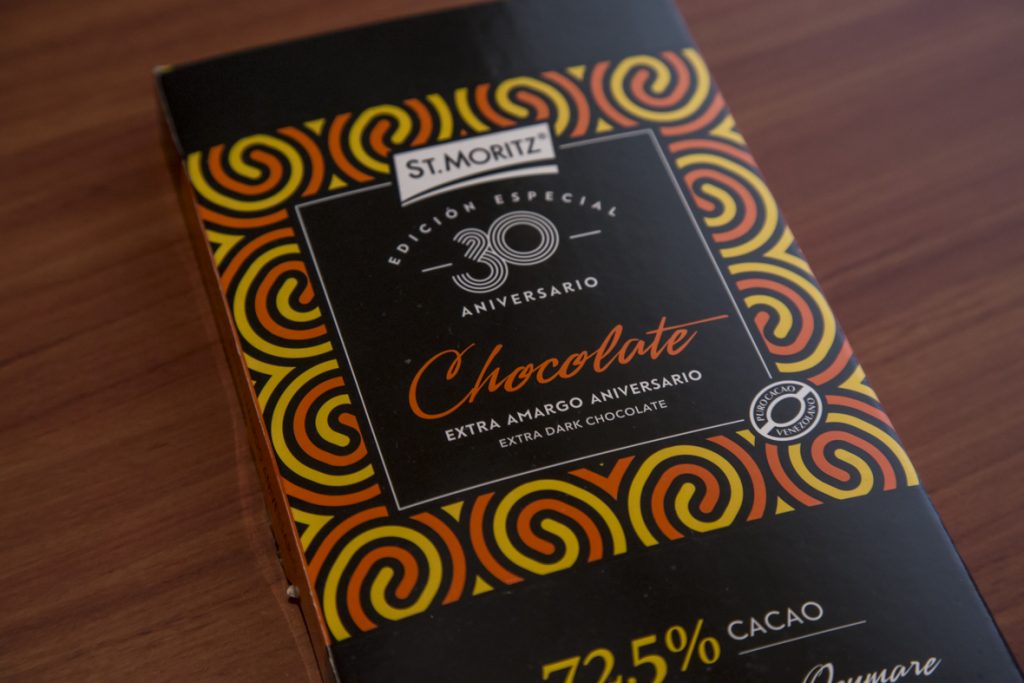 ST.MORITZ®
EDICIÓN ESPECIAL
30
ANIVERSARIO
Chocolate
EXTRA AMARGO ANIVERSARIO
EXTRA DARK CHOCOLATE
PURO CACAO
VENEZOLANO
72,5% CACAO
Ocumare